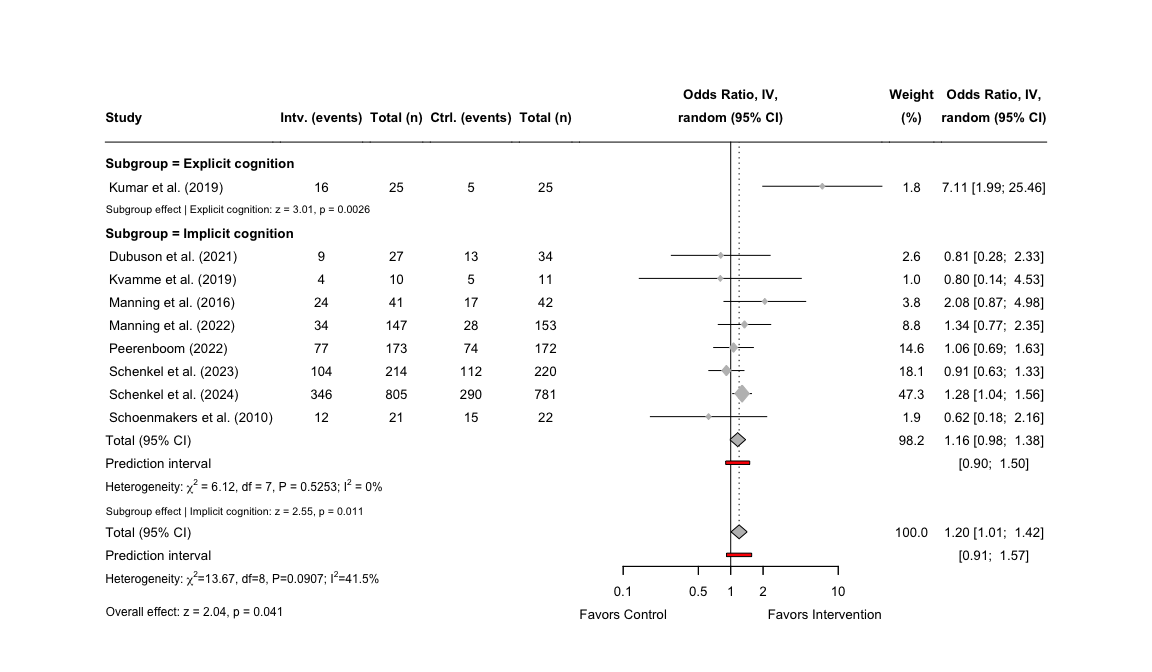 Odds Ratio, IV, Weight Odds Ratio, IV,
Study Intv. (events) Total (n) Ctrl. (events) Total (n) random (95% CI) (%) random (95% CI)
Subgroup = Explicit cognition
Kumar et al. (2019) 16 25 5 25 1.8 7.11 [1.99; 25.46]
Subgroup effect | Explicit cognition: z = 3.01, p = 0.0026
Subgroup = Implicit cognition
Dubuson et al. (2021) 9 27 13 34 2.6 0.81 [0.28; 2.33]
Kvamme et al. (2019) 4 10 5 11 1.0 0.80 [0.14; 4.53]
Manning et al. (2016) 24 41 17 42 3.8 2.08 [0.87; 4.98]
Manning et al. (2022) 34 147 28 153 8.8 1.34 [0.77; 2.35]
Peerenboom (2022) 77 173 74 172 14.6 1.06 [0.69; 1.63]
Schenkel et al. (2023) 104 214 112 220 18.1 0.91 [0.63; 1.33]
Schenkel et al. (2024) 346 805 290 781 47.3 1.28 [1.04; 1.56]
Schoenmakers et al. (2010) 12 21 15 22 1.9 0.62 [0.18; 2.16]
Total (95% CI) 98.2 1.16 [0.98; 1.38]
Prediction interval [0.90; 1.50]
Heterogeneity: χ² = 6.12, df = 7, P = 0.5253; I² = 0%
Subgroup effect | Implicit cognition: z = 2.55, p = 0.011
Total (95% CI) 100.0 1.20 [1.01; 1.42]
Prediction interval [0.91; 1.57]
Heterogeneity: χ²=13.67, df=8, P=0.0907; I²=41.5%
0.1 0.5 1 2 10
Overall effect: z = 2.04, p = 0.041
Favors Control Favors Intervention